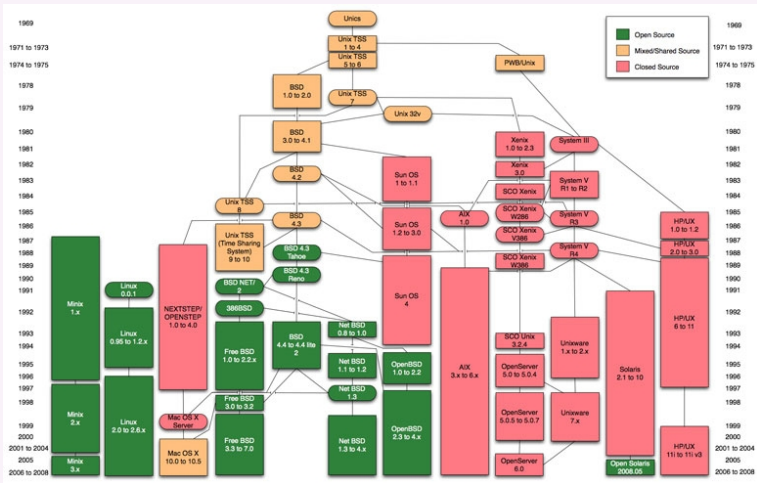 1969
1971 to 1973
1974 to 1975
1978
1979
1980
1981
1982
1983
1984
1985
1986
1987
1988
1989
1990
1991
1992
1993
1994
1995
1996
1997
1998
1999
2000
2001 to 2004
2005
2006 to 2008
Unics
Unix TSS
1 to 4
Unix TSS
5 to 6
PWB/Unix
BSD
1.0 to 2.0
Unix TSS
7
Unix 32v
BSD
3.0 to 4.1
Xenix
1.0 to 2.3
System III
Xenix
3.0
BSD
4.2
Sun OS
1 to 1.1
SCO Xenix
System V
R1 to R2
Unix TSS
8
BSD
4.3
Sun OS
1.2 to 3.0
AIX
1.0
SCO Xenix
W286
System V
R3
HP/UX
1.0 to 1.2
Unix TSS
(Time Sharing
System)
9 to 10
SCO Xenix
V386
BSD 4.3
Tahoe
System V
R4
HP/UX
2.0 to 3.0
SCO Xenix
W386
BSD 4.3
Reno
Sun OS
4
Minix
1.x
Linux
0.0.1
NEXTSTEP/
OPENSTEP
1.0 to 4.0
BSD NET/
2
386BSD
HP/UX
6 to 11
Linux
0.95 to 1.2.x
Free BSD
1.0 to 2.2.x
BSD
4.4 to 4.4 lite
2
Net BSD
0.8 to 1.0
SCO Unix
3.2.4
Unixware
1.x to 2.x
Solaris
2.1 to 10
Net BSD
1.1 to 1.2
OpenBSD
1.0 to 2.2
AIX
3.x to 6.x
OpenServer
5.0 to 5.0.4
Net BSD
1.3
Free BSD
3.0 to 3.2
Minix
2.x
Linux
2.0 to 2.6.x
Mac OS X
Server
Free BSD
3.3 to 7.0
Net BSD
1.3 to 4.x
OpenBSD
2.3 to 4.x
OpenServer
5.0.5 to 5.0.7
Unixware
7.x
HP/UX
11i to 11i v3
Minix
3.x
Mac OS X
10.0 to 10.5
OpenServer
6.0
Open Solaris
2008.05
Open Source
Mixed/Shared Source
Closed Source
1969
1971 to 1973
1974 to 1975
1978
1979
1980
1981
1982
1983
1984
1985
1986
1987
1988
1989
1990
1991
1992
1993
1994
1995
1996
1997
1998
1999
2000
2001 to 2004
2005
2006 to 2008